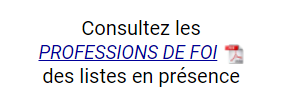 Consultez les
PROFESSIONS DE FOI
des listes en présence